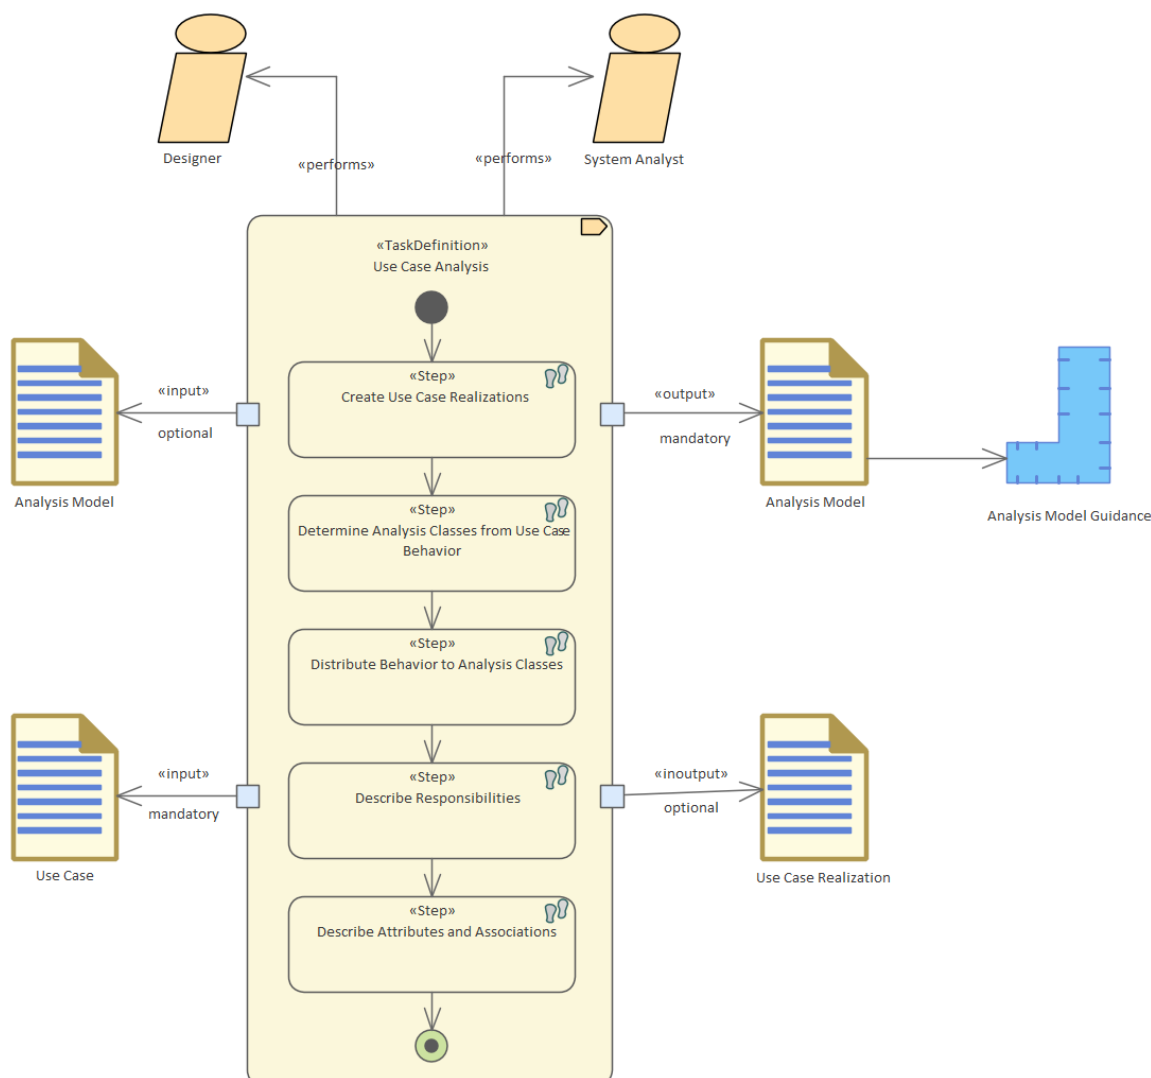 Designer
System Analyst
«performs»
«performs»
«TaskDefinition»
Use Case Analysis
«Step»
Create Use Case Realizations
«input»
optional
Analysis Model
«output»
mandatory
Analysis Model
Analysis Model Guidance
«Step»
Determine Analysis Classes from Use Case
Behavior
«Step»
Distribute Behavior to Analysis Classes
«Step»
Describe Responsibilities
«input»
mandatory
Use Case
«inoutput»
optional
Use Case Realization
«Step»
Describe Attributes and Associations